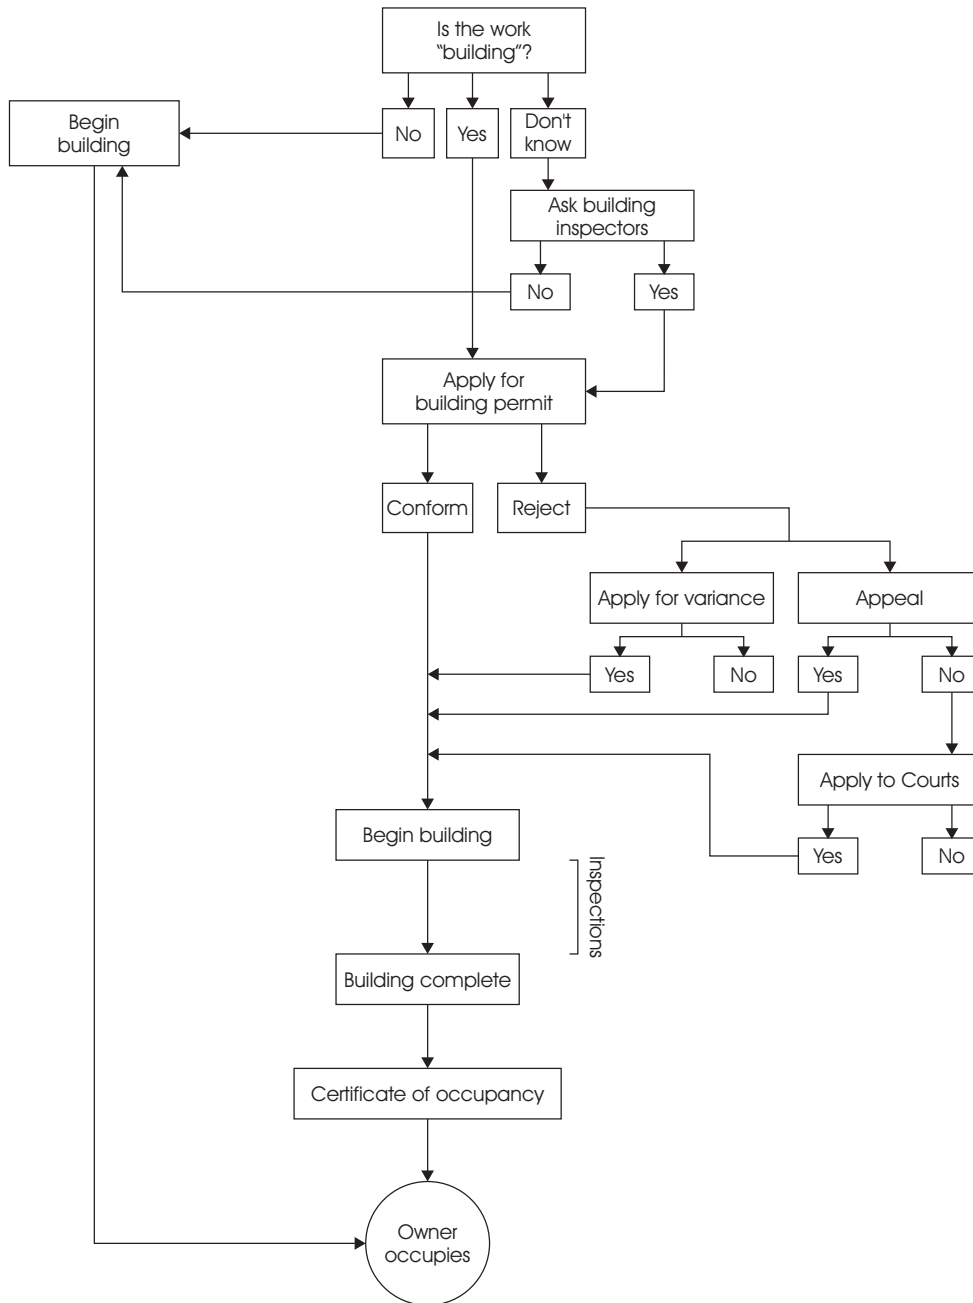 Is the work
“building”?
Begin
building
No
Yes
Don't
know
Ask building
inspectors
No
Yes
Apply for
building permit
Conform
Reject
Apply for variance
Appeal
Yes
No
Yes
No
Apply to Courts
Begin building
Yes
No
Inspections
Building complete
Certificate of occupancy
Owner
occupies